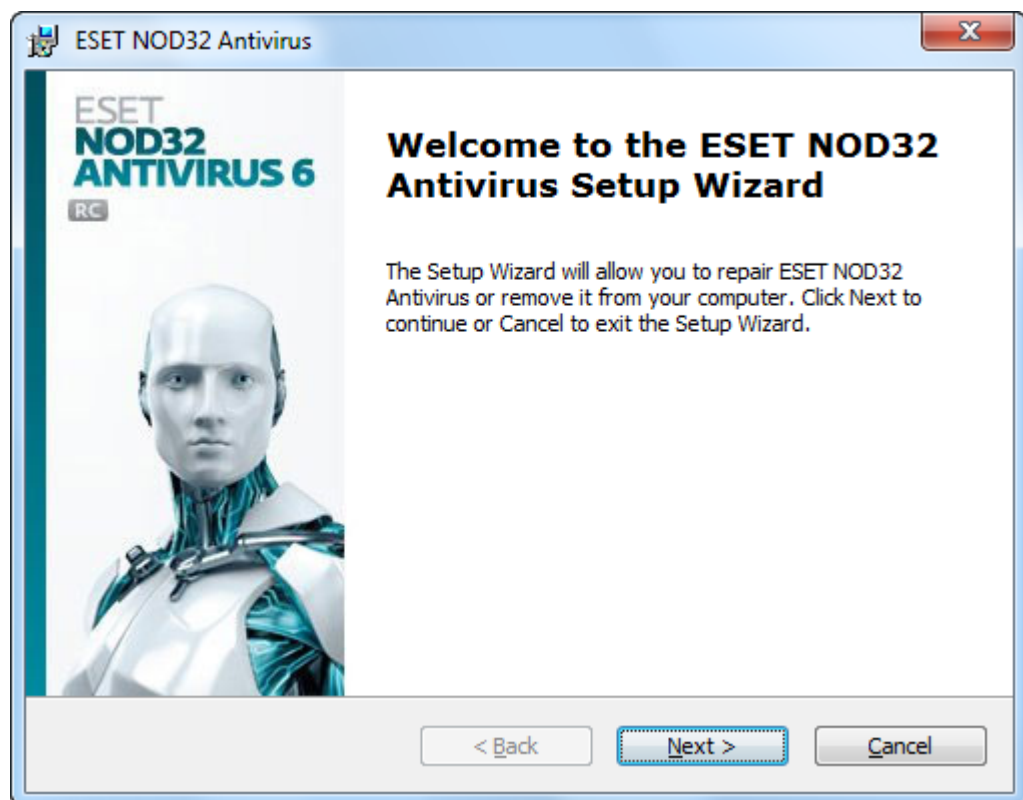 ESET NOD32 Antivirus
X
ESET
NOD32
ANTIVIRUS 6
RC
Welcome to the ESET NOD32
Antivirus Setup Wizard
The Setup Wizard will allow you to repair ESET NOD32
Antivirus or remove it from your computer. Click Next to
continue or Cancel to exit the Setup Wizard.
< Back
Next >
Cancel